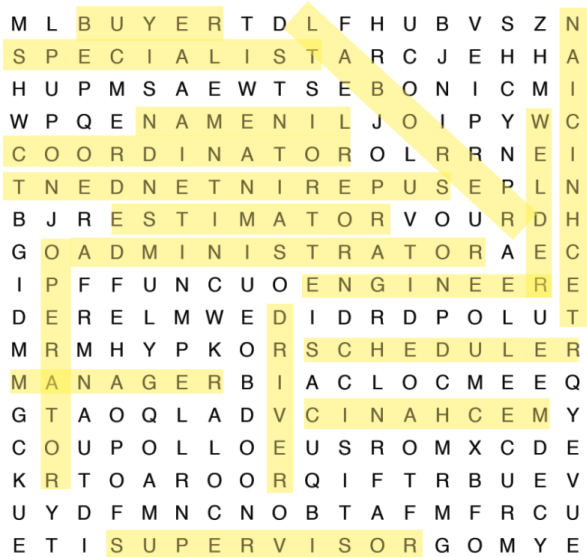 M L B U Y E R T D L F H U B V S Z N
S P E C I A L I S T A R C J E H H A
H U P M S A E W T S E B O N I C M I
W P Q E N A M E N I L J O I P Y W C
C O O R D I N A T O R O L R R N E I
T N E D N E T N I R E P U S E P L N
B J R E S T I M A T O R V O U R D H
G O A D M I N I S T R A T O R A E C
I P F F U N C U O E N G I N E E R E
D E R E L M W E D I D R D P O L U T
M R M H Y P K O R S C H E D U L E R
M A N A G E R B I A C L O C M E E Q
G T A O Q L A D V C I N A H C E M Y
C O U P O L L O E U S R O M X C D E
K R T O A R O O R Q I F T R B U E V
U Y D F M N C N O B T A F M F R C U
E T I S U P E R V I S O R G O M Y E